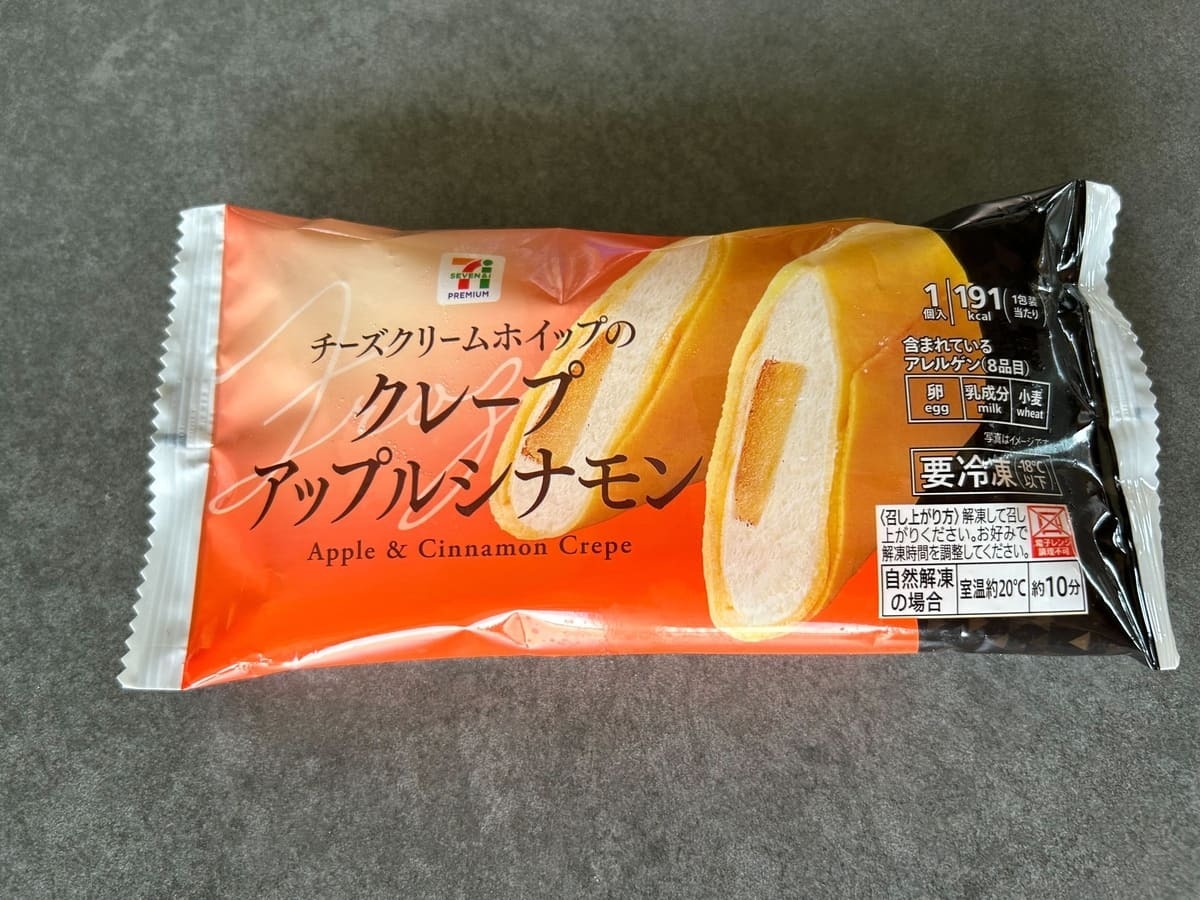 SEVEN&i
PREMIUM
チーズクリームホイップの
クレープ
アップルシナモン
Apple & Cinnamon Crepe
1個入 191kcal (1包装当たり)
含まれている
アレルゲン(8品目)
卵 乳成分 小麦
egg milk wheat
写真はイメージです
要冷凍 -18℃以下
〈召し上がり方〉解凍して召し
上がりください。お好みで
解凍時間を調整してください。
電子レンジ
調理不可
自然解凍の場合 室温約20℃ 約10分